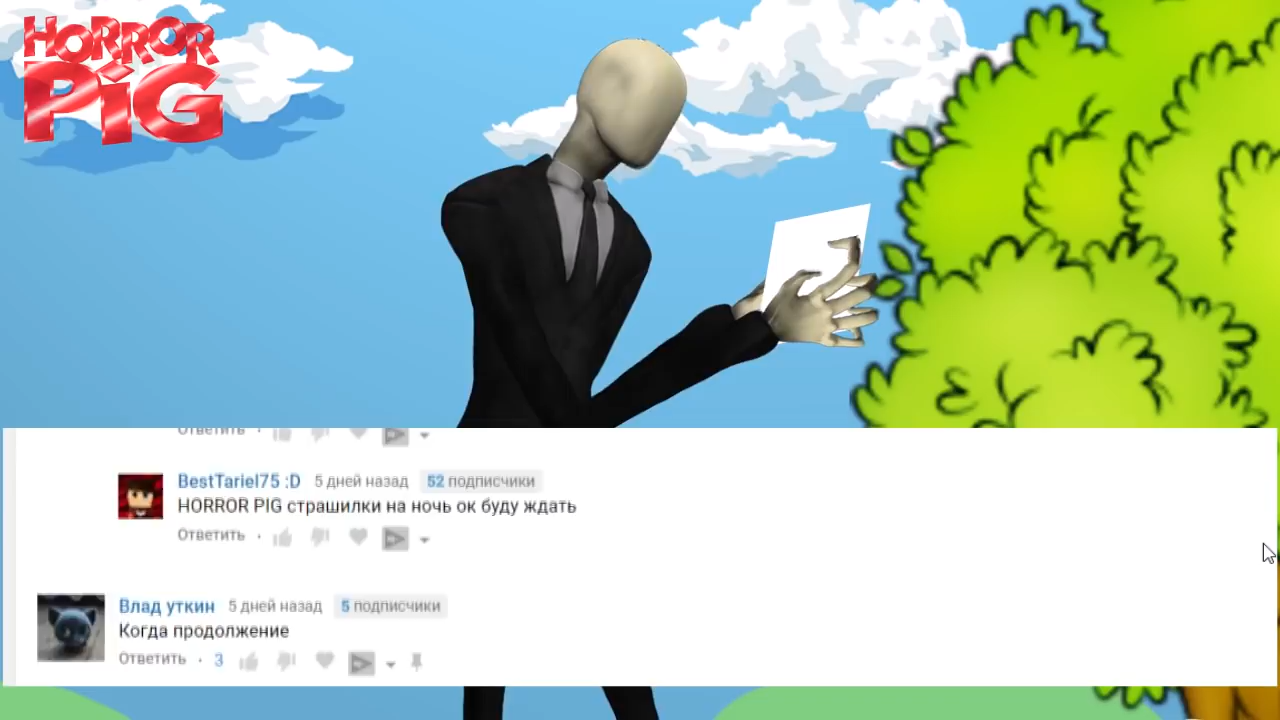 HORROR
PiG
Ответить ·
BestTariel75 :D 5 дней назад 52 подписчики
HORROR PIG страшилки на ночь ок буду ждать
Ответить ·
Влад уткин 5 дней назад 5 подписчики
Когда продолжение
Ответить · 3